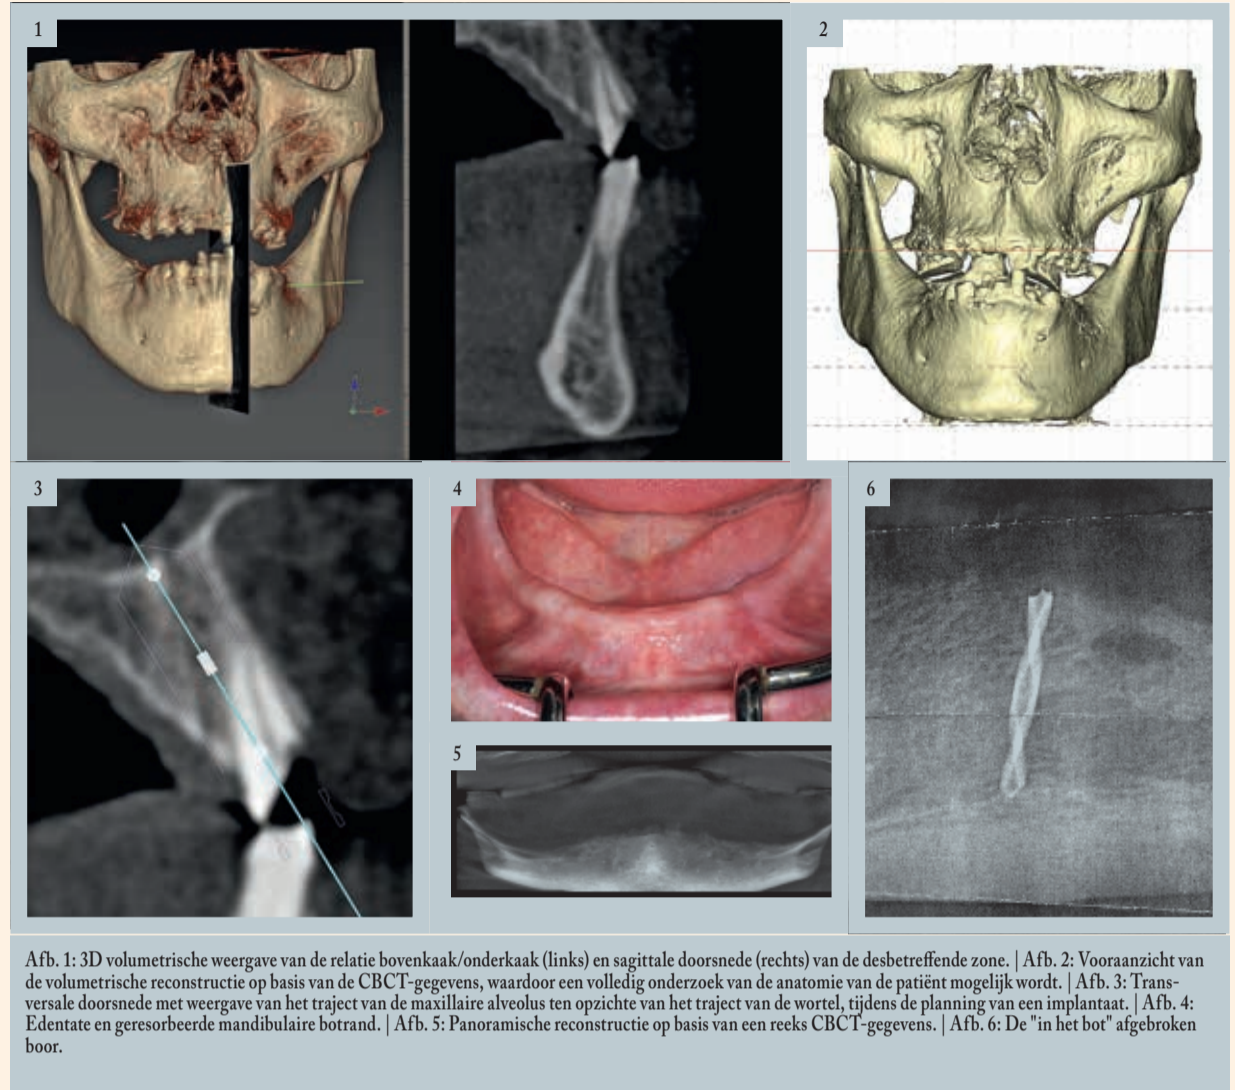 1
2
3
4
5
6
Afb. 1: 3D volumetrische weergave van de relatie bovenkaak/onderkaak (links) en sagittale doorsnede (rechts) van de desbetreffende zone. | Afb. 2: Vooraanzicht van
de volumetrische reconstructie op basis van de CBCT-gegevens, waardoor een volledig onderzoek van de anatomie van de patiënt mogelijk wordt. | Afb. 3: Trans-
versale doorsnede met weergave van het traject van de maxillaire alveolus ten opzichte van het traject van de wortel, tijdens de planning van een implantaat. | Afb. 4:
Edentate en geresorbeerde mandibulaire botrand. | Afb. 5: Panoramische reconstructie op basis van een reeks CBCT-gegevens. | Afb. 6: De "in het bot" afgebroken
boor.